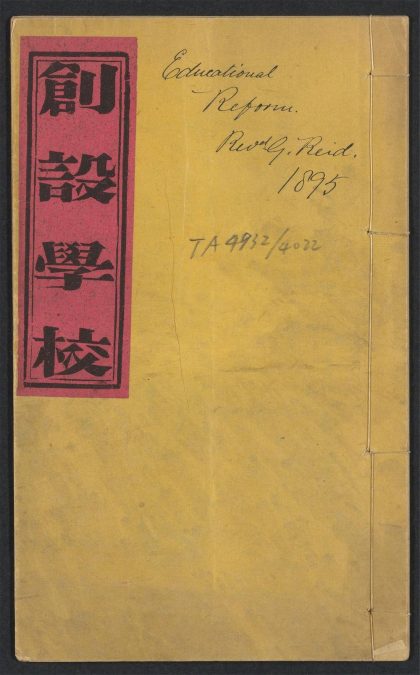 創設學校
Educational
Reform.
Revd G. Reid.
1895
TA 4932/4022